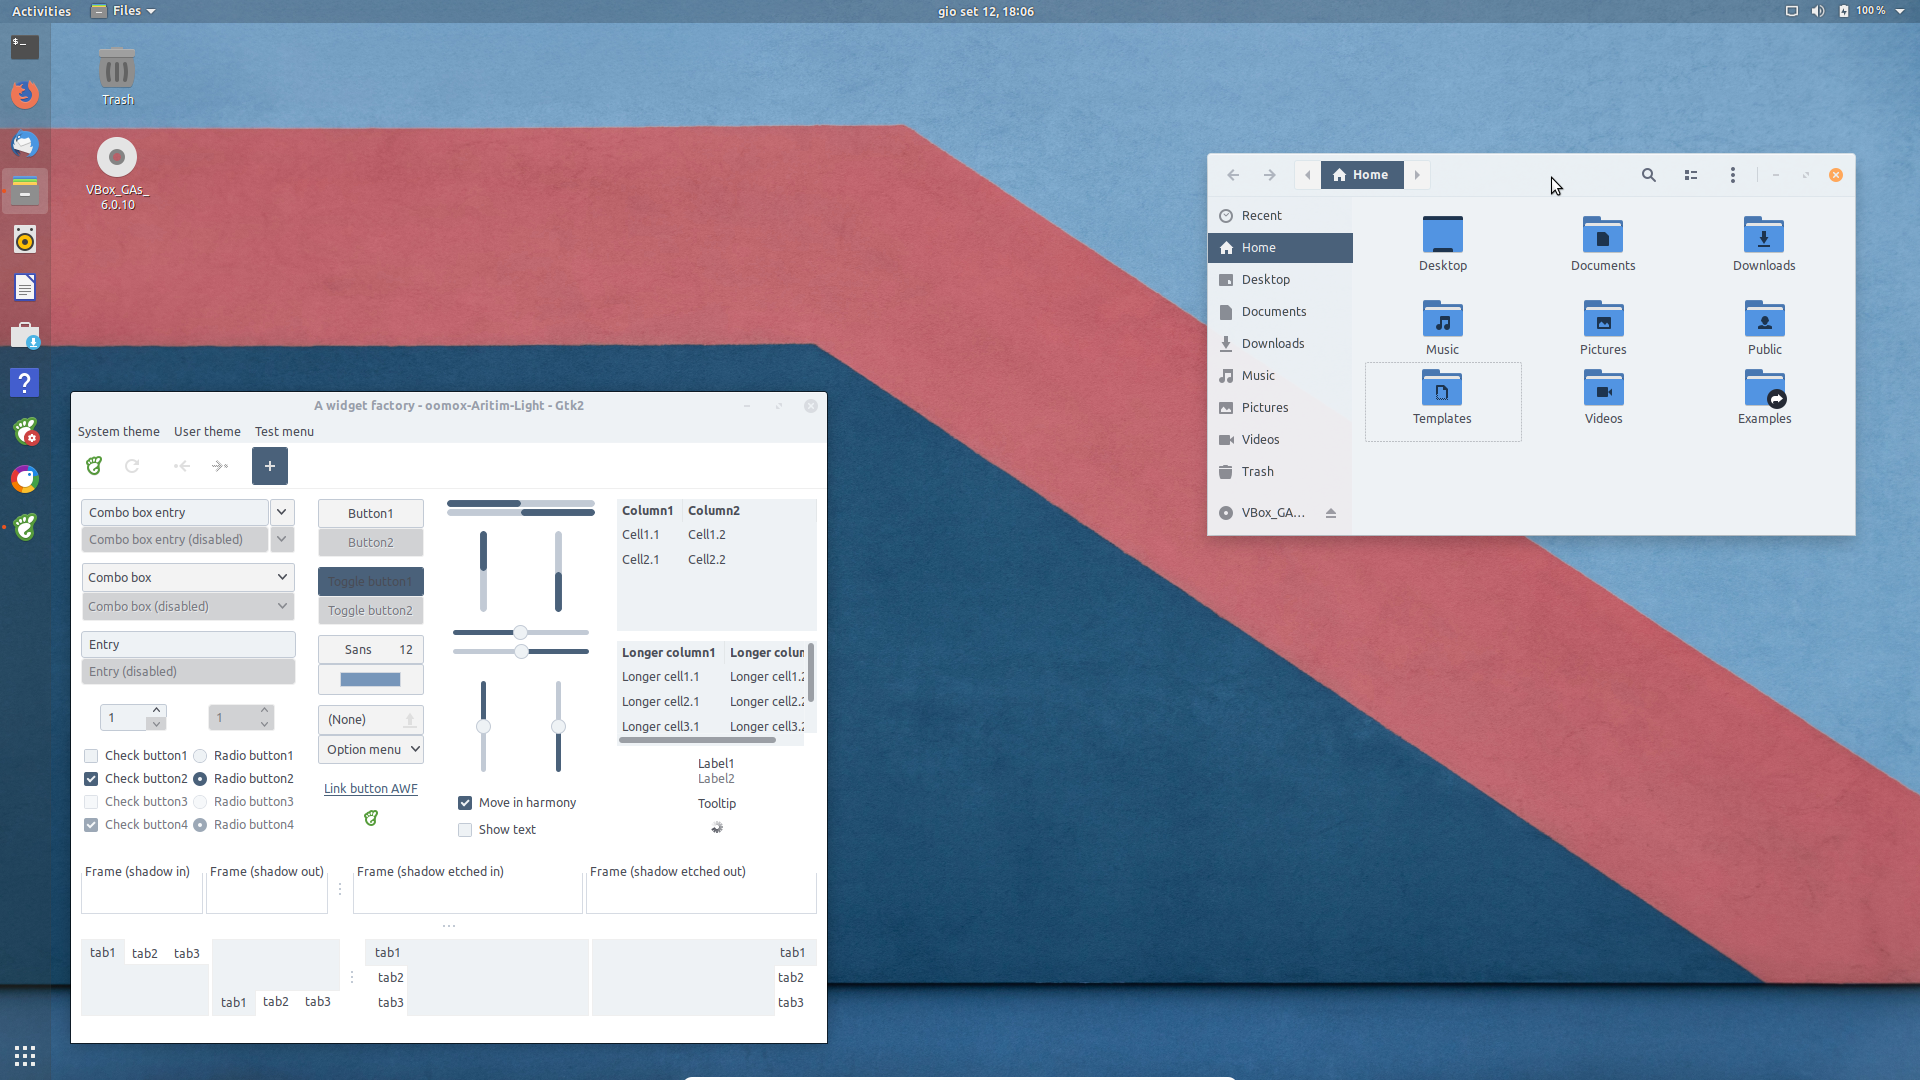 Activities
Files
gio set 12, 18:06
100 %
Trash
VBox_GAs_
6.0.10
Home
Recent
Home
Desktop
Documents
Downloads
Music
Pictures
Videos
Trash
VBox_GA...
Desktop
Documents
Downloads
Music
Pictures
Public
Templates
Videos
Examples
A widget factory - oomox-Aritim-Light - Gtk2
System theme
User theme
Test menu
Combo box entry
Combo box entry (disabled)
Combo box
Combo box (disabled)
Entry
Entry (disabled)
1
1
Check button1
Radio button1
Check button2
Radio button2
Check button3
Radio button3
Check button4
Radio button4
Button1
Button2
Toggle button1
Toggle button2
Sans 12
(None)
Option menu
Link button AWF
Move in harmony
Show text
Column1 Column2
Cell1.1 Cell1.2
Cell2.1 Cell2.2
Longer column1 Longer colum
Longer cell1.1 Longer cell1.2
Longer cell2.1 Longer cell2.2
Longer cell3.1 Longer cell3.2
Label1
Label2
Tooltip
Frame (shadow in)
Frame (shadow out)
Frame (shadow etched in)
Frame (shadow etched out)
tab1 tab2 tab3
tab1 tab2 tab3
tab1
tab2
tab3
tab1
tab2
tab3